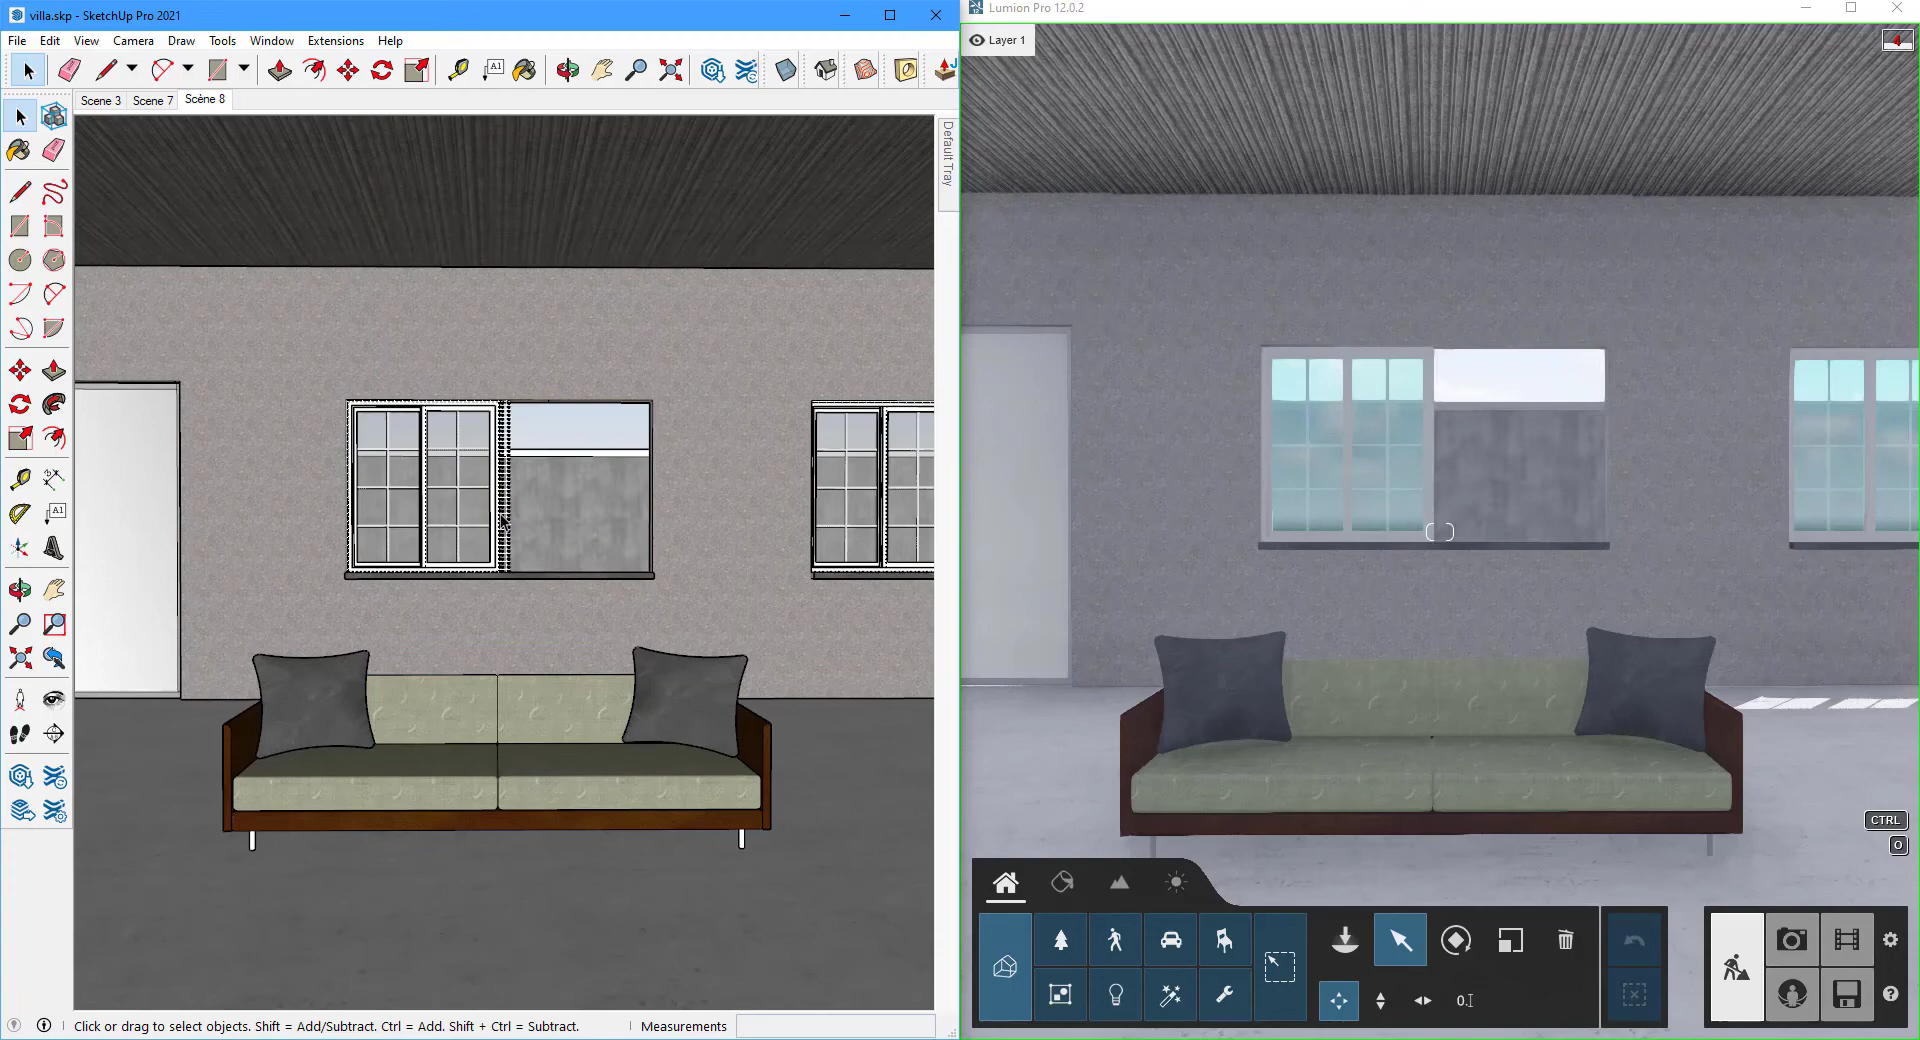 villa.skp - SketchUp Pro 2021
File Edit View Camera Draw Tools Window Extensions Help
A1
Scene 3 Scene 7 Scène 8
Default Tray
A1
Click or drag to select objects. Shift = Add/Subtract. Ctrl = Add. Shift + Ctrl = Subtract.
Measurements
Lumion Pro 12.0.2
Layer 1
CTRL
O